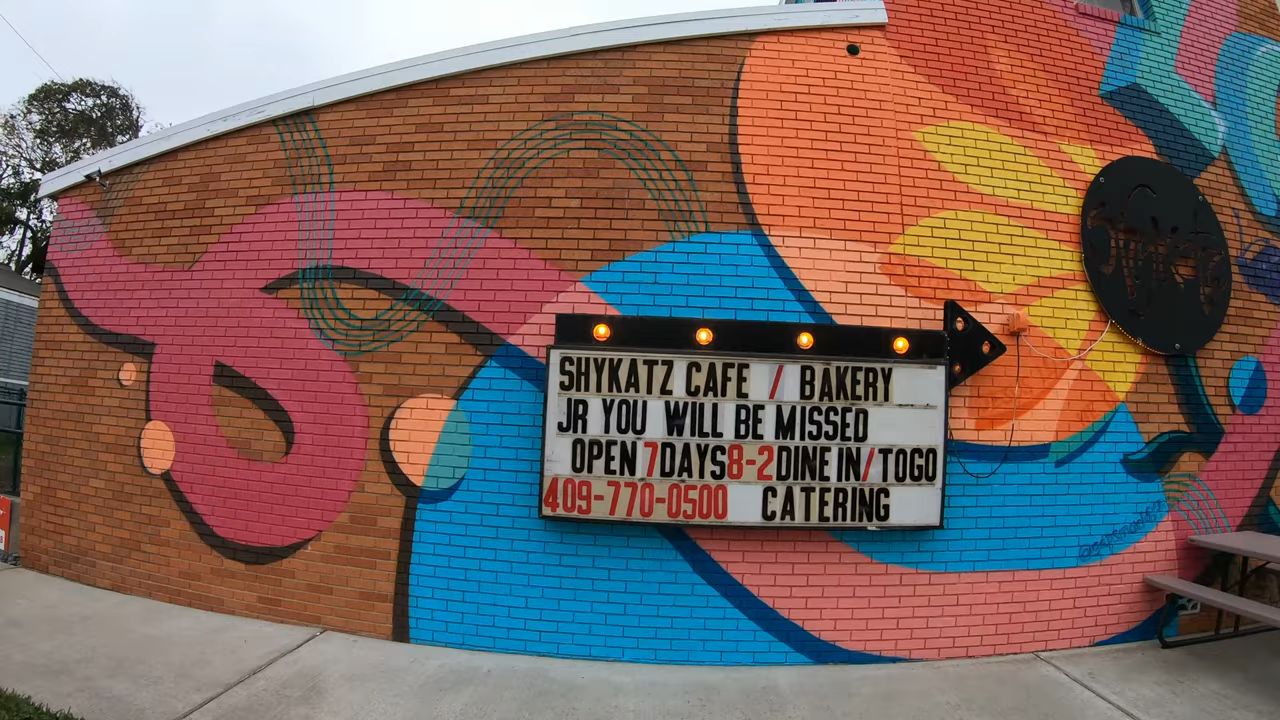 SHYKATZ CAFE / BAKERY
JR YOU WILL BE MISSED
OPEN 7DAYS 8-2 DINE IN/TOGO
409-770-0500 CATERING
Shykatz